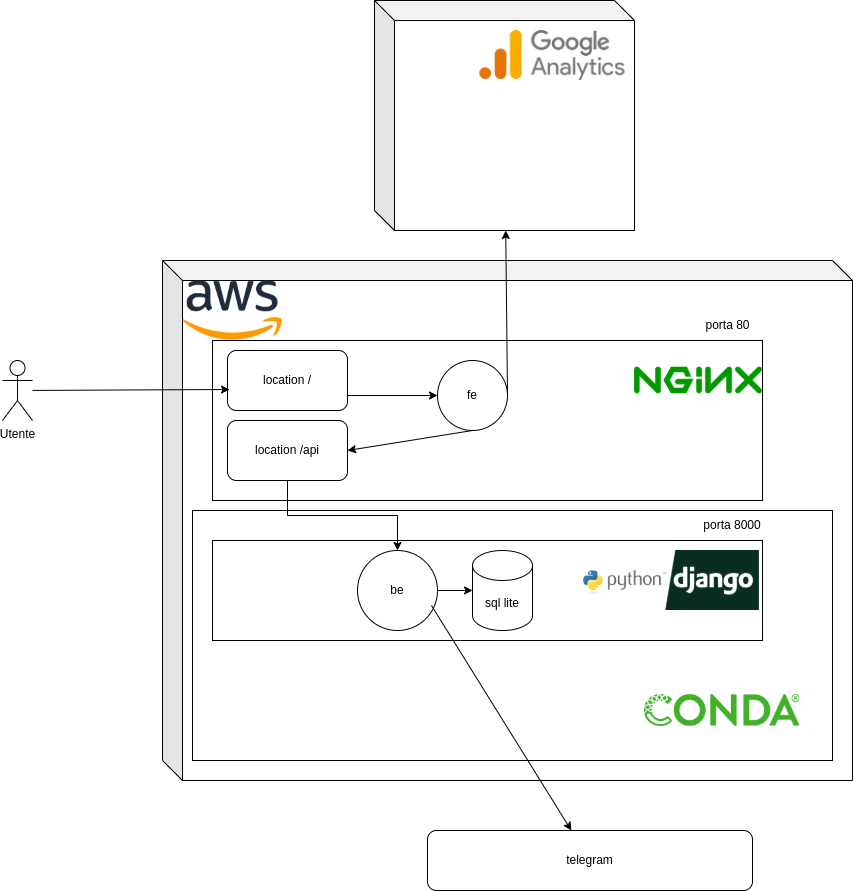 Google
Analytics
aws
porta 80
location /
fe
NGiNX
Utente
location /api
porta 8000
be
sql lite
python™
django
CONDA®
telegram